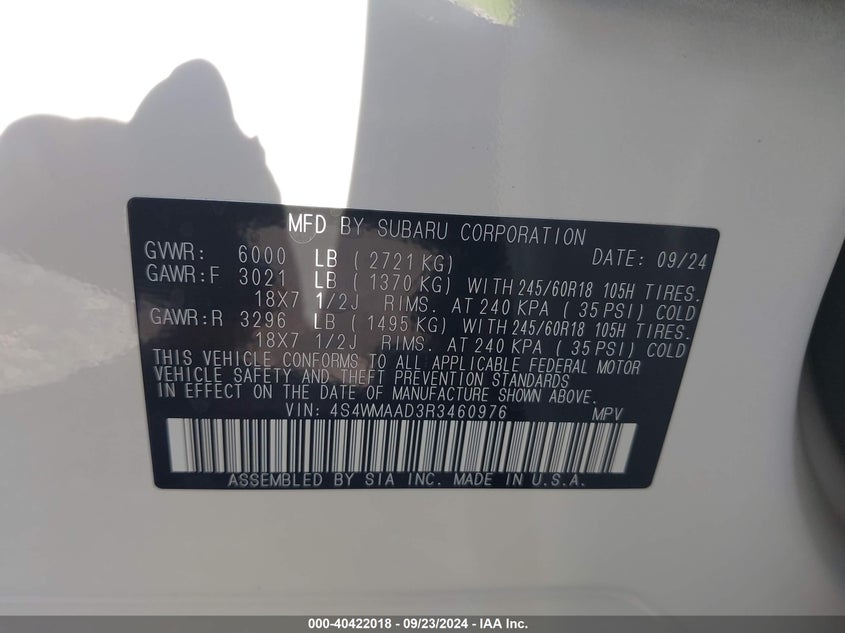 MFD BY SUBARU CORPORATION
GVWR: 6000 LB ( 2721 KG) DATE: 09/24
GAWR:F 3021 LB ( 1370 KG) WITH 245/60R18 105H TIRES.
18X7 1/2J RIMS. AT 240 KPA ( 35 PSI) COLD
GAWR:R 3296 LB ( 1495 KG) WITH 245/60R18 105H TIRES.
18X7 1/2J RIMS. AT 240 KPA ( 35 PSI) COLD
THIS VEHICLE CONFORMS TO ALL APPLICABLE FEDERAL MOTOR
VEHICLE SAFETY AND THEFT PREVENTION STANDARDS
IN EFFECT ON THE DATE OF MANUFACTURE SHOWN ABOVE.
VIN: 4S4WMAAD3R3460976 MPV
ASSEMBLED BY SIA INC. MADE IN U.S.A.
000-40422018 - 09/23/2024 - IAA Inc.